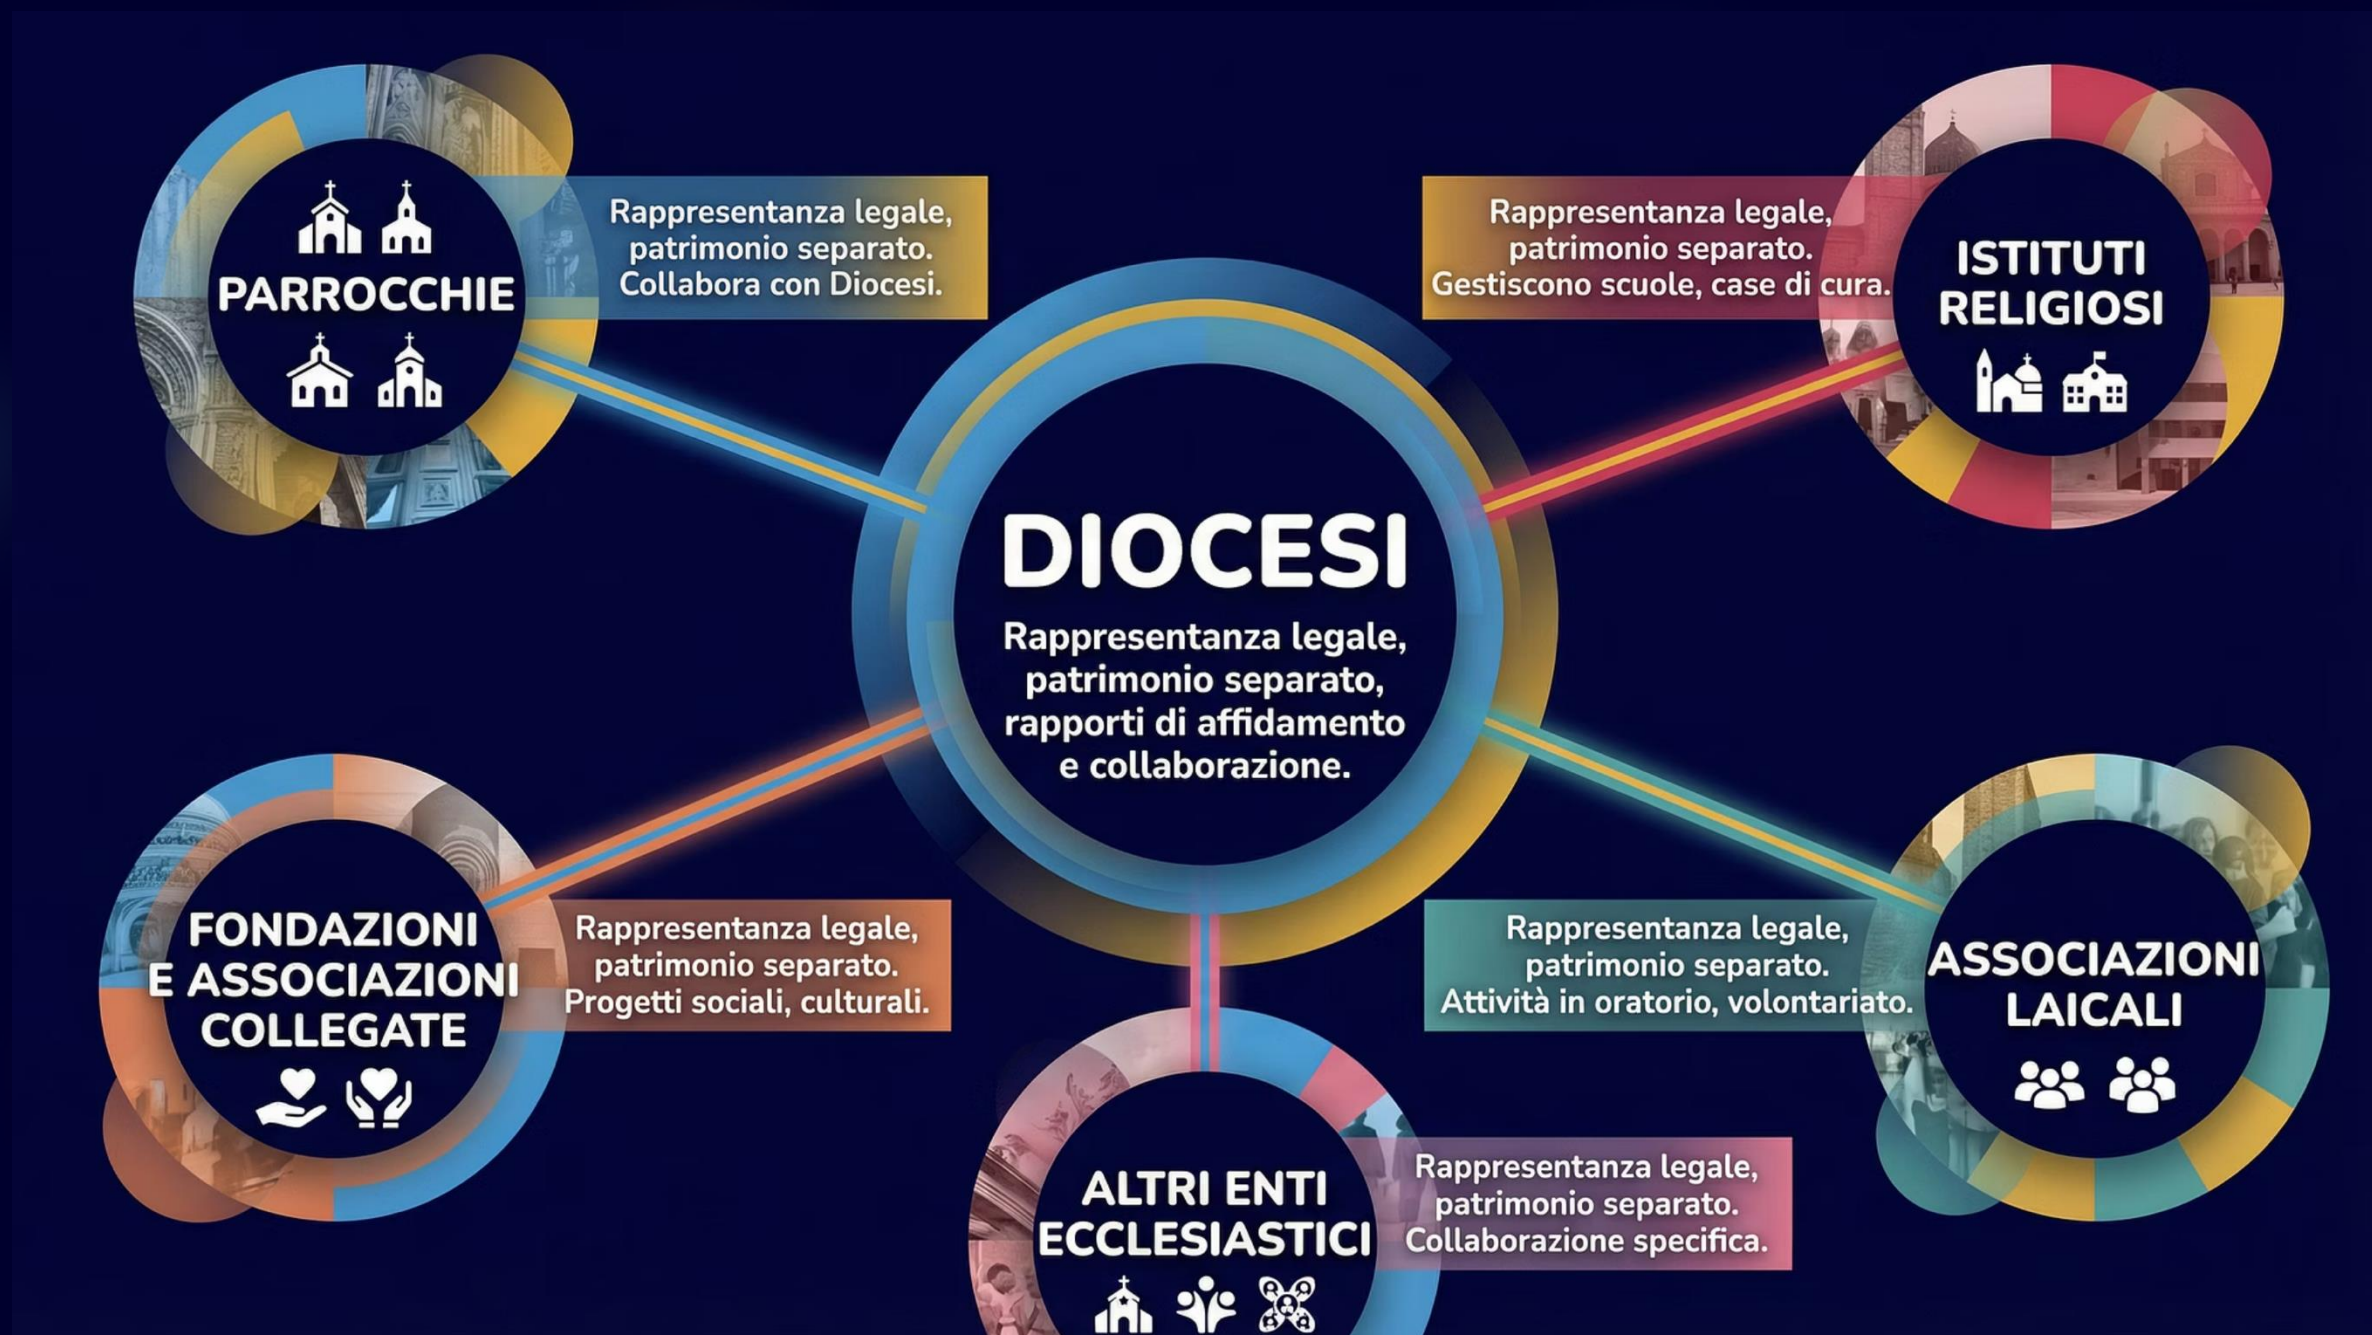 PARROCCHIE
Rappresentanza legale,
patrimonio separato.
Collabora con Diocesi.
Rappresentanza legale,
patrimonio separato.
Gestiscono scuole, case di cura.
ISTITUTI
RELIGIOSI
DIOCESI
Rappresentanza legale,
patrimonio separato,
rapporti di affidamento
e collaborazione.
FONDAZIONI
E ASSOCIAZIONI
COLLEGATE
Rappresentanza legale,
patrimonio separato.
Progetti sociali, culturali.
Rappresentanza legale,
patrimonio separato.
Attività in oratorio, volontariato.
ASSOCIAZIONI
LAICALI
ALTRI ENTI
ECCLESIASTICI
Rappresentanza legale,
patrimonio separato.
Collaborazione specifica.